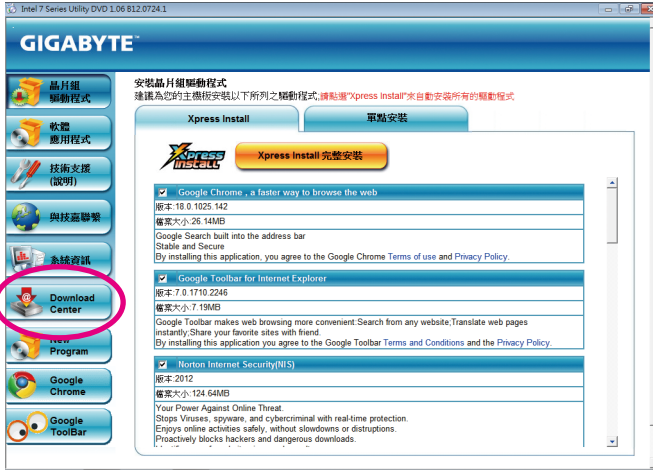 Intel 7 Series Utility DVD 1.06 B12.0724.1
GIGABYTE™
晶片組
驅動程式
軟體
應用程式
技術支援
(說明)
與技嘉聯繫
系統資訊
Download
Center
New
Program
Google
Chrome
Google
ToolBar
安裝晶片組驅動程式
建議為您的主機板安裝以下所列之驅動程式;請點選"Xpress Install"來自動安裝所有的驅動程式
Xpress Install
單點安裝
Xpress
INSTALL
Xpress Install 完整安裝
Google Chrome , a faster way to browse the web
版本:18.0.1025.142
檔案大小:26.14MB
Google Search built into the address bar
Stable and Secure
By installing this application, you agree to the Google Chrome Terms of use and Privacy Policy.
Google Toolbar for Internet Explorer
版本:7.0.1710.2246
檔案大小:7.19MB
Google Toolbar makes web browsing more convenient:Search from any website;Translate web pages
instantly;Share your favorite sites with friend.
By installing this application you agree to the Google Toolbar Terms and Conditions and the Privacy Policy.
Norton Internet Security(NIS)
版本:2012
檔案大小:124.64MB
Your Power Against Online Threat.
Stops Viruses, spyware, and cybercriminal with real-time protection.
Enjoys online activities safely, without slowdowns or distruptions.
Proactively blocks hackers and dangerous downloads.